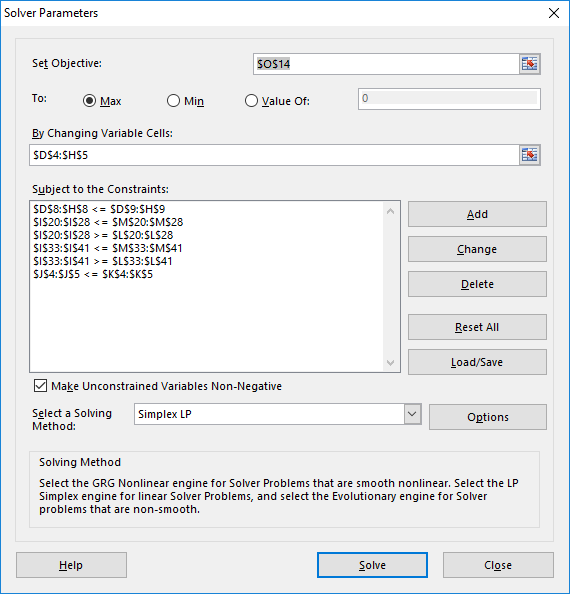 Solver Parameters
Set Objective: $O$14
To: Max Min Value Of: 0
By Changing Variable Cells:
$D$4:$H$5
Subject to the Constraints:
$D$8:$H$8 <= $D$9:$H$9
$I$20:$I$28 <= $M$20:$M$28
$I$20:$I$28 >= $L$20:$L$28
$I$33:$I$41 <= $M$33:$M$41
$I$33:$I$41 >= $L$33:$L$41
$J$4:$J$5 <= $K$4:$K$5
Add
Change
Delete
Reset All
Load/Save
Make Unconstrained Variables Non-Negative
Select a Solving Method: Simplex LP Options
Solving Method
Select the GRG Nonlinear engine for Solver Problems that are smooth nonlinear. Select the LP
Simplex engine for linear Solver Problems, and select the Evolutionary engine for Solver
problems that are non-smooth.
Help Solve Close